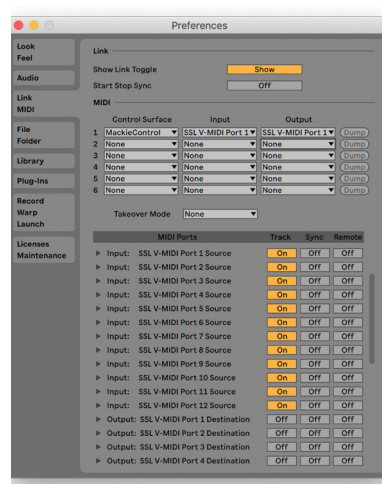 Preferences
Look
Feel
Audio
Link
MIDI
File
Folder
Library
Plug-Ins
Record
Warp
Launch
Licenses
Maintenance
Link
Show Link Toggle Show
Start Stop Sync Off
MIDI
Control Surface Input Output
1 MackieControl SSL V-MIDI Port 1 SSL V-MIDI Port 1 Dump
2 None None None Dump
3 None None None Dump
4 None None None Dump
5 None None None Dump
6 None None None Dump
Takeover Mode None
MIDI Ports Track Sync Remote
Input: SSL V-MIDI Port 1 Source On Off Off
Input: SSL V-MIDI Port 2 Source On Off Off
Input: SSL V-MIDI Port 3 Source On Off Off
Input: SSL V-MIDI Port 4 Source On Off Off
Input: SSL V-MIDI Port 5 Source On Off Off
Input: SSL V-MIDI Port 6 Source On Off Off
Input: SSL V-MIDI Port 7 Source On Off Off
Input: SSL V-MIDI Port 8 Source On Off Off
Input: SSL V-MIDI Port 9 Source On Off Off
Input: SSL V-MIDI Port 10 Source On Off Off
Input: SSL V-MIDI Port 11 Source On Off Off
Input: SSL V-MIDI Port 12 Source On Off Off
Output: SSL V-MIDI Port 1 Destination Off Off Off
Output: SSL V-MIDI Port 2 Destination Off Off Off
Output: SSL V-MIDI Port 3 Destination Off Off Off
Output: SSL V-MIDI Port 4 Destination Off Off Off